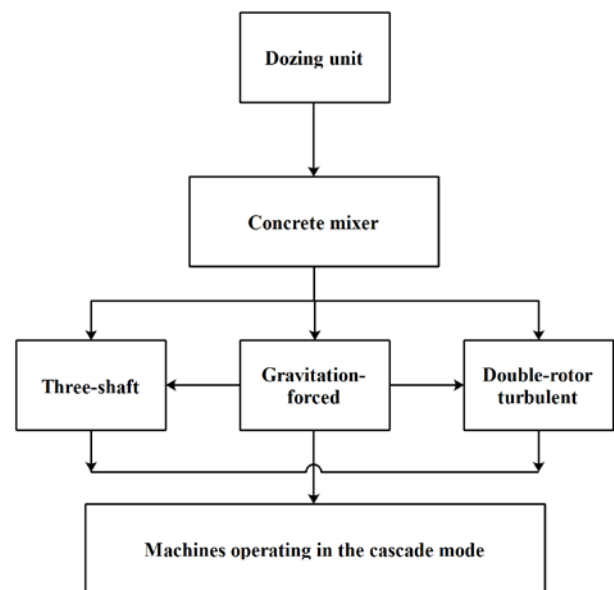 Dozing unit
Concrete mixer
Three-shaft
Gravitation-
forced
Double-rotor
turbulent
Machines operating in the cascade mode